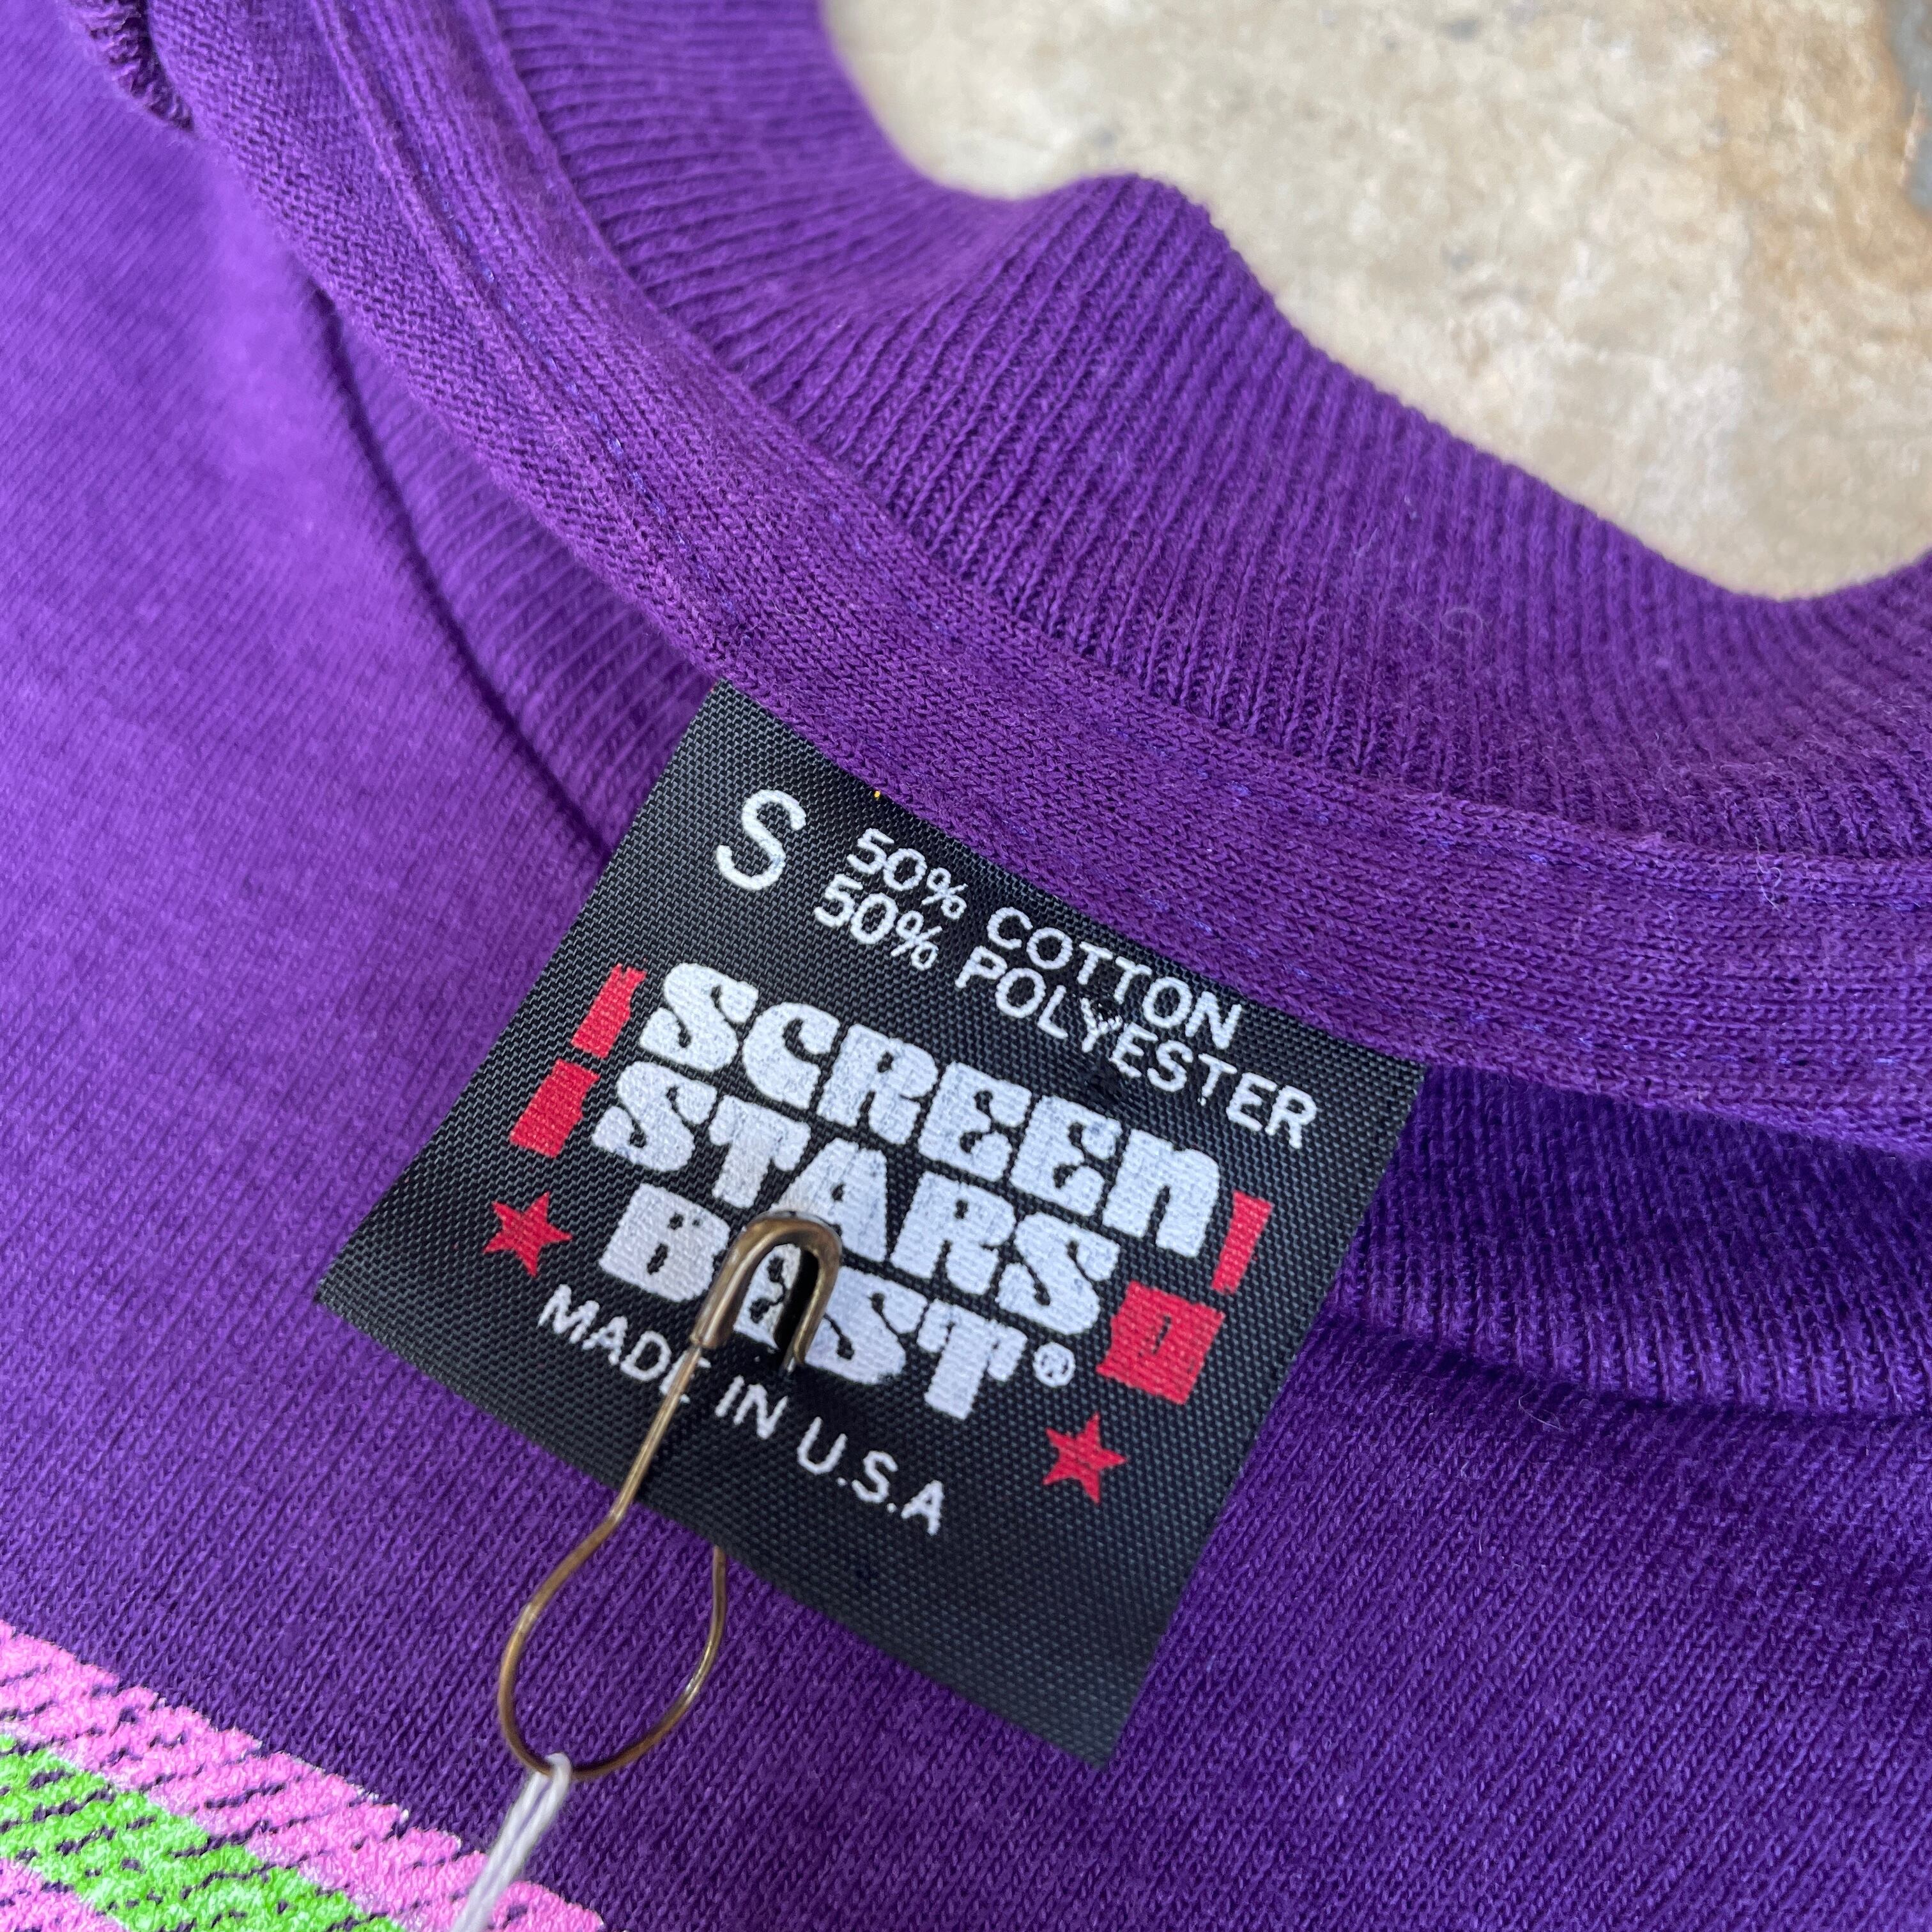 S
50% COTTON
50% POLYESTER
SCREEN
STARS
BEST®
MADE IN U.S.A